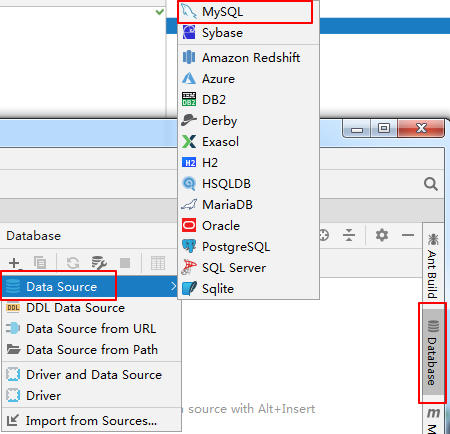 MySQL
Sybase
Amazon Redshift
Azure
DB2
Derby
Exasol
H2
HSQLDB
MariaDB
Oracle
PostgreSQL
SQL Server
Sqlite
Database
Data Source
DDL Data Source
Data Source from URL
Data Source from Path
Driver and Data Source
Driver
Import from Sources...
source with Alt+Insert
Ant Build
Database